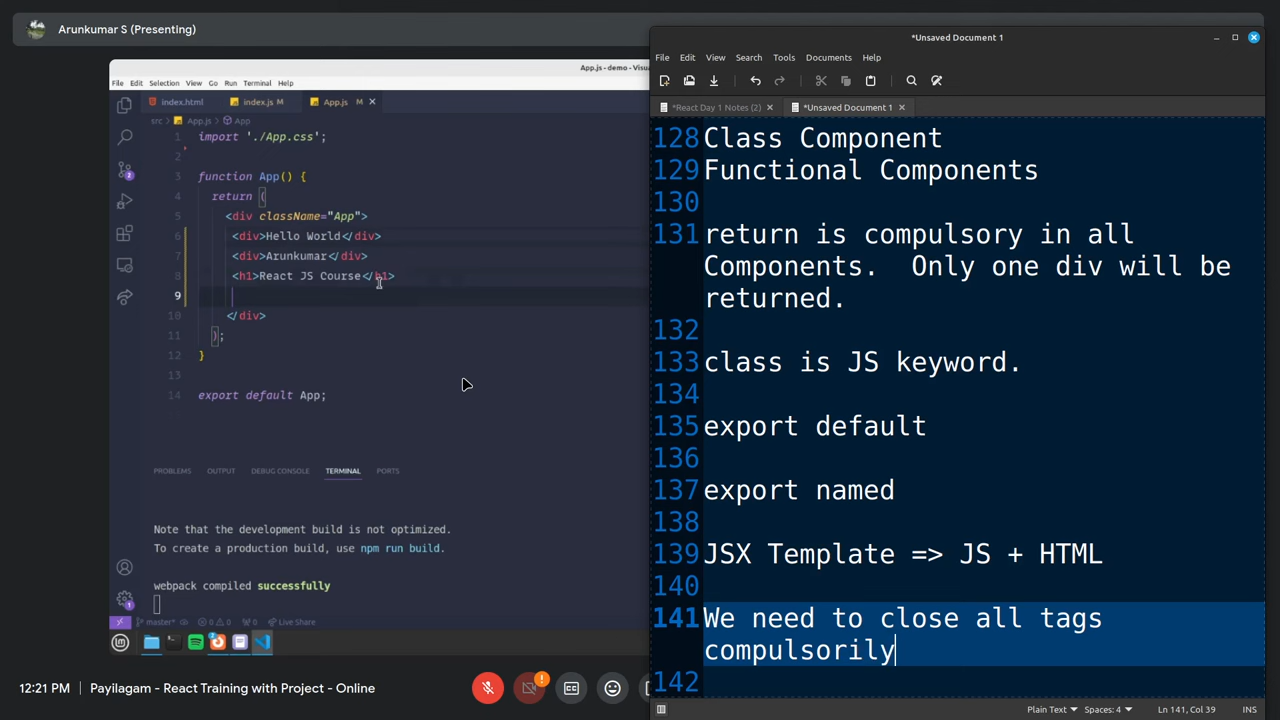 Arunkumar S (Presenting)
App.js - demo - Visu
File Edit Selection View Go Run Terminal Help
index.html index.js M App.js M
src > App.js > App
1 import './App.css';
2
3 function App() {
4 return (
5 <div className="App">
6 <div>Hello World</div>
7 <div>Arunkumar</div>
8 <h1>React JS Course</h1>
9
10 </div>
11 );
12 }
13
14 export default App;
PROBLEMS OUTPUT DEBUG CONSOLE TERMINAL PORTS
Note that the development build is not optimized.
To create a production build, use npm run build.
webpack compiled successfully
master* 0 0 0 Live Share
12:21 PM Payilagam - React Training with Project - Online
*Unsaved Document 1
File Edit View Search Tools Documents Help
*React Day 1 Notes (2) *Unsaved Document 1
128 Class Component
129 Functional Components
130
131 return is compulsory in all
Components.  Only one div will be
returned.
132
133 class is JS keyword.
134
135 export default
136
137 export named
138
139 JSX Template => JS + HTML
140
141 We need to close all tags
compulsorily
142
Plain Text Spaces: 4 Ln 141, Col 39 INS